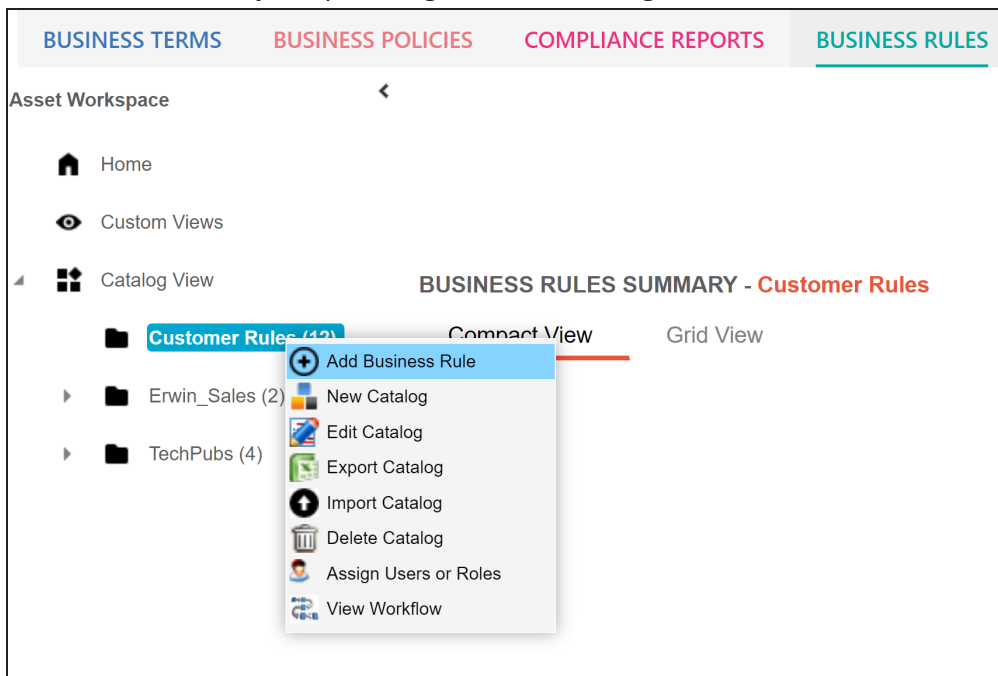 BUSINESS TERMS BUSINESS POLICIES COMPLIANCE REPORTS BUSINESS RULES
Asset Workspace
Home
Custom Views
Catalog View
BUSINESS RULES SUMMARY - Customer Rules
Customer Rules (12)
Compact View Grid View
Add Business Rule
Erwin_Sales (2)
New Catalog
Edit Catalog
TechPubs (4)
Export Catalog
Import Catalog
Delete Catalog
Assign Users or Roles
View Workflow